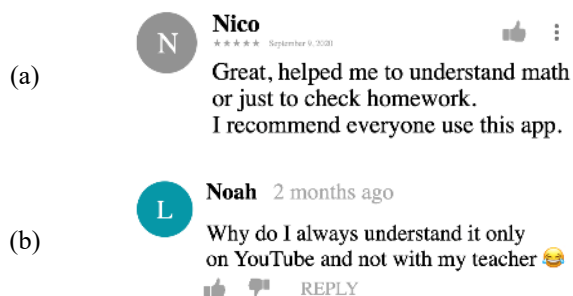 Nico
N
★★★★★ September 9, 2020
(a)
Great, helped me to understand math
or just to check homework.
I recommend everyone use this app.
Noah 2 months ago
L
(b)
Why do I always understand it only
on YouTube and not with my teacher 😂
REPLY